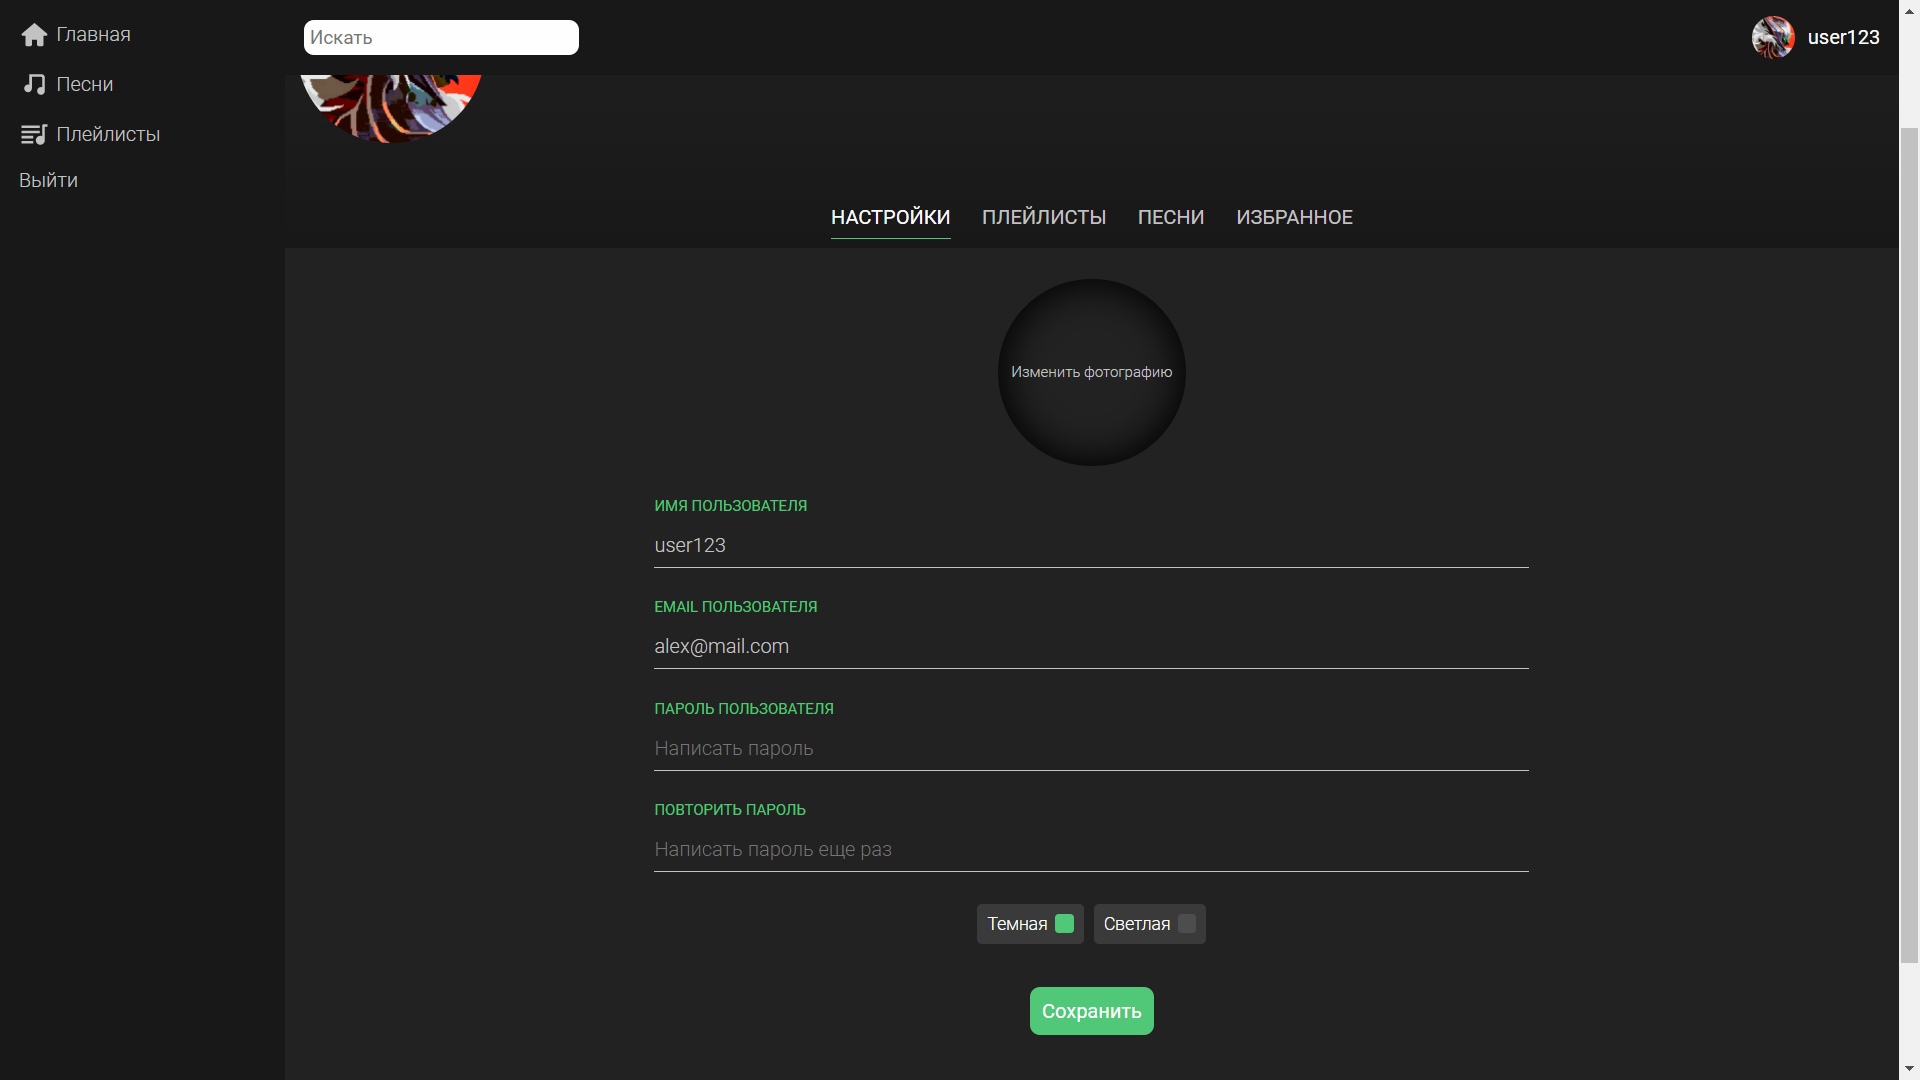 Главная
Песни
Плейлисты
Выйти
Искать
user123
НАСТРОЙКИ
ПЛЕЙЛИСТЫ
ПЕСНИ
ИЗБРАННОЕ
Изменить фотографию
ИМЯ ПОЛЬЗОВАТЕЛЯ
user123
EMAIL ПОЛЬЗОВАТЕЛЯ
alex@mail.com
ПАРОЛЬ ПОЛЬЗОВАТЕЛЯ
Написать пароль
ПОВТОРИТЬ ПАРОЛЬ
Написать пароль еще раз
Темная
Светлая
Сохранить